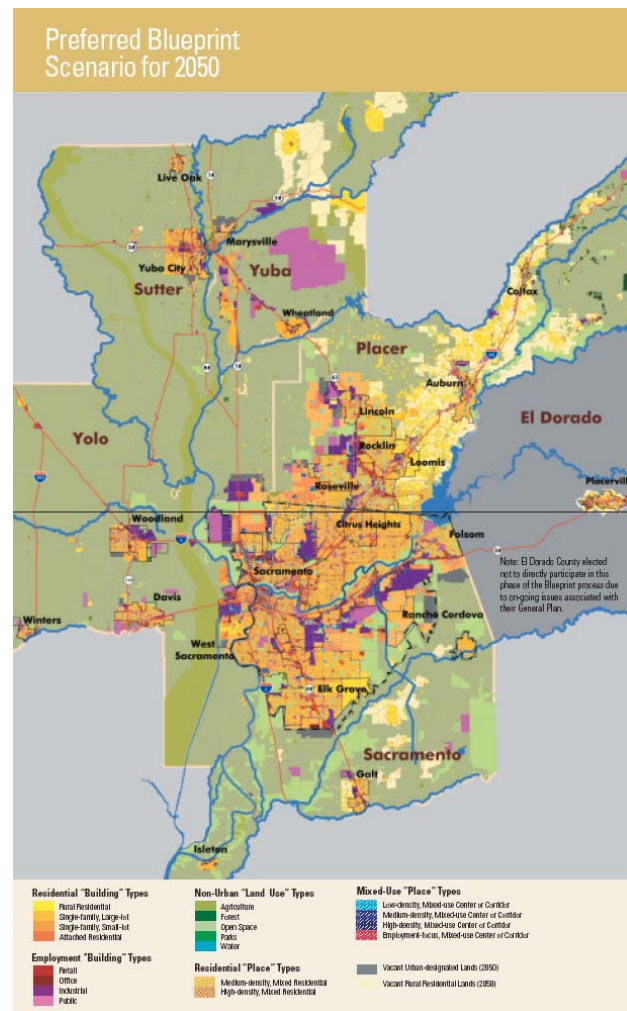 Preferred Blueprint
Scenario for 2050
Live Oak
Marysville
Yuba City
Yuba
Sutter
Wheatland
Colfax
Placer
Auburn
Lincoln
El Dorado
Yolo
Rocklin
Loomis
Roseville
Placervill
Woodland
Citrus Heights
Folsom
Note: El Dorado County elected
not to directly participate in this
phase of the Blueprint process due
to on-going issues associated with
their General Plan.
Sacramento
Davis
Rancho Cordova
Winters
West
Sacramento
Elk Grove
Sacramento
Galt
Isleton
Residential "Building" Types
Rural Residential
Single-family, Large-lot
Single-family, Small-lot
Attached Residential
Employment "Building" Types
Retail
Office
Industrial
Public
Non-Urban "Land Use" Types
Agriculture
Forest
Open Space
Parks
Water
Residential "Place" Types
Medium-density, Mixed Residential
High-density, Mixed Residential
Mixed-Use "Place" Types
Low-density, Mixed-use Center or Corridor
Medium-density, Mixed-use Center or Corridor
High-density, Mixed-use Center or Corridor
Employment-focus, Mixed-use Center or Corridor
Vacant Urban-designated Lands (2050)
Vacant Rural Residential Lands (2050)